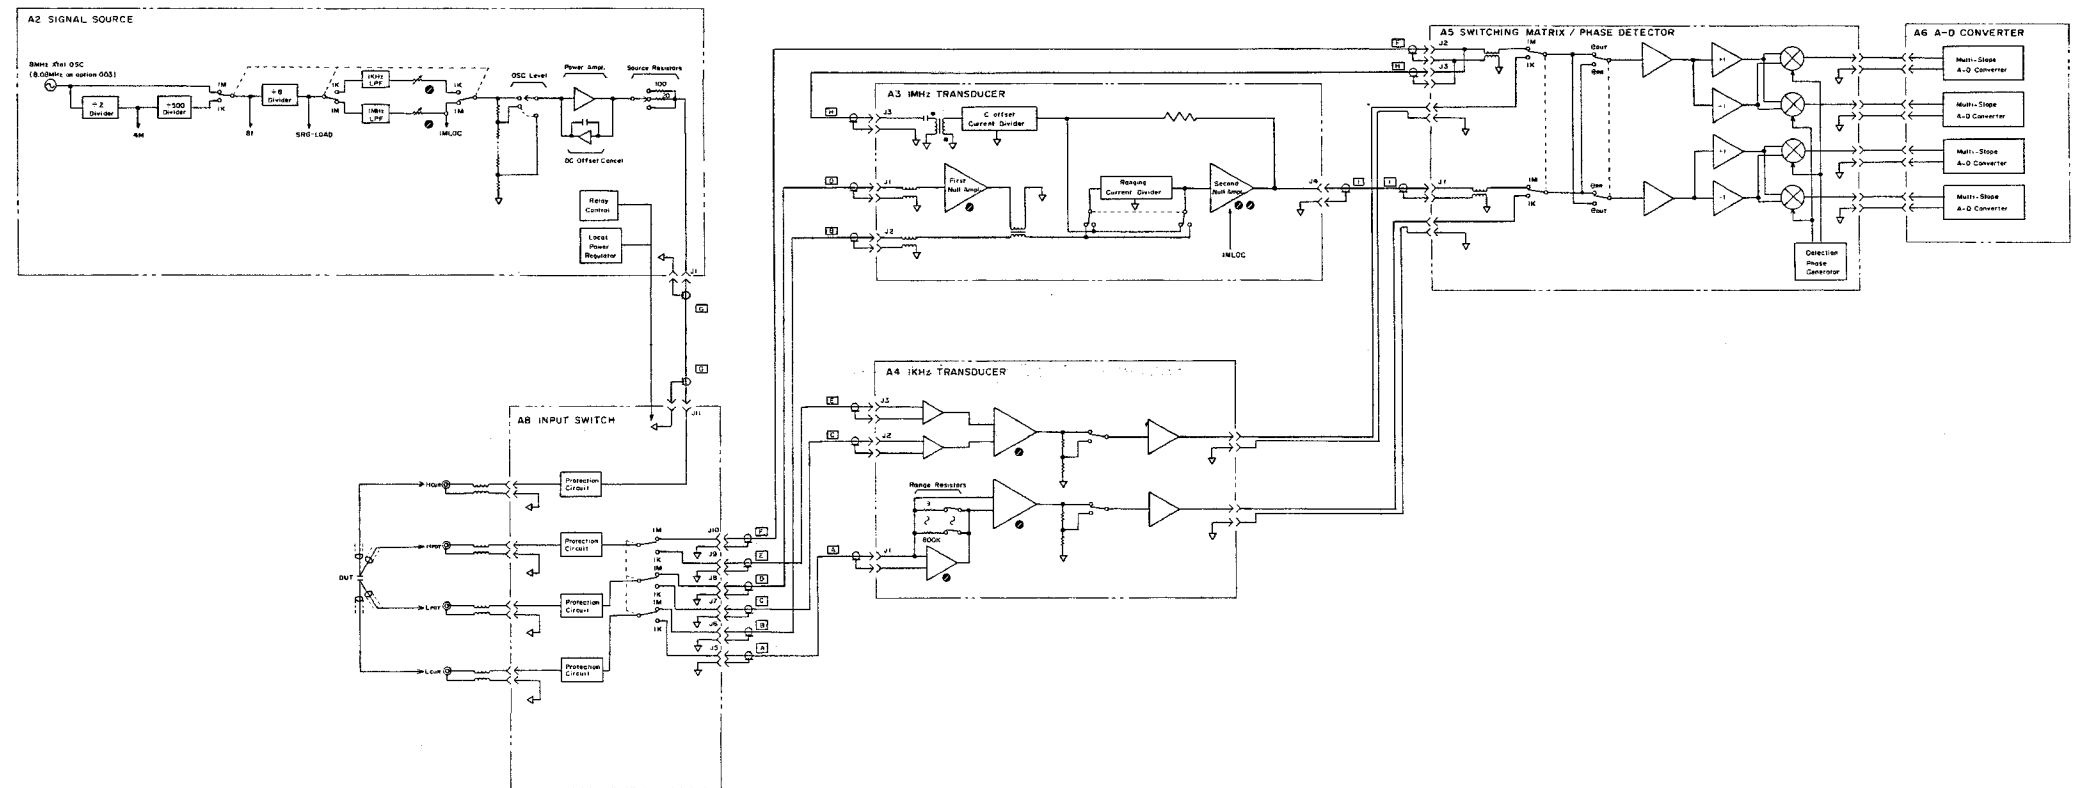 A2 SIGNAL SOURCE
8MHz Xtal OSC
(8.08MHz on option 003)
÷2
Divider
÷500
Divider
4M
1M
1K
÷8
Divider
8f
SRG-LOAD
1K
1M
1KHz
LPF
1MHz
LPF
1K
1M
1MLOC
OSC Level
Power Ampl.
DC Offset Cancel
Source Resistors
100
20
Relay
Control
Local
Power
Regulator
J1
G
G
J11
A8 INPUT SWITCH
HCUR
Protection
Circuit
HPOT
Protection
Circuit
DUT
LPOT
Protection
Circuit
LCUR
Protection
Circuit
1M
1K
1M
1K
1M
1K
J10
F
J9
E
J8
D
J7
C
J6
B
J5
A
A3 1MHz TRANSDUCER
H
J3
C offset
Current Divider
D
J1
First
Null Ampl.
B
J2
Ranging
Current Divider
Second
Null Ampl.
1MLOC
J4
I
I
A4 1KHz TRANSDUCER
E
J3
C
J2
Range Resistors
800K
A
J1
A5 SWITCHING MATRIX / PHASE DETECTOR
F
J2
H
J3
1M
1K
eOUT
eRR
+1
-1
J1
1M
1K
eRR
eOUT
+1
-1
Detection
Phase
Generator
A6 A-D CONVERTER
Multi-Slope
A-D Converter
Multi-Slope
A-D Converter
Multi-Slope
A-D Converter
Multi-Slope
A-D Converter